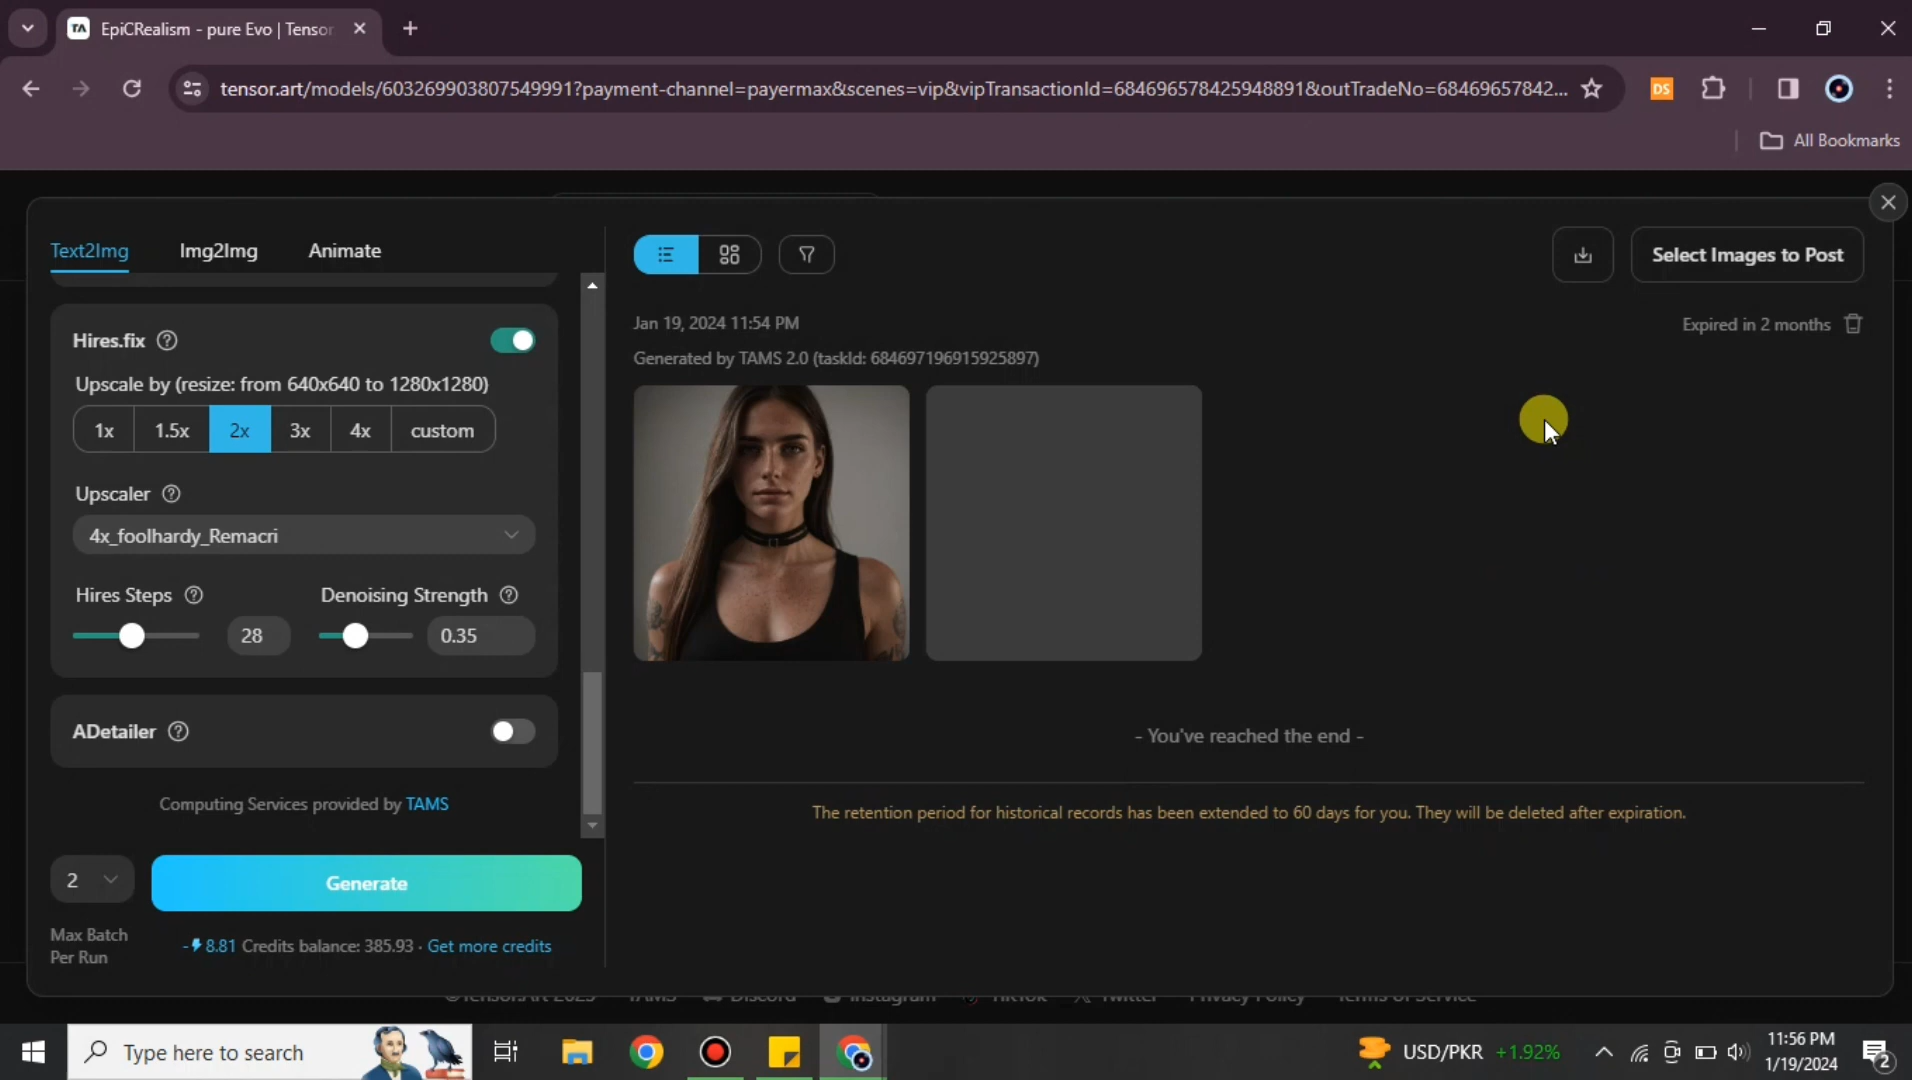 TA EpiCRealism - pure Evo | Tensor
tensor.art/models/603269903807549991?payment-channel=payermax&scenes=vip&vipTransactionId=684696578425948891&outTradeNo=68469657842...
DS
All Bookmarks
Text2Img Img2Img Animate
Select Images to Post
Hires.fix
Upscale by (resize: from 640x640 to 1280x1280)
1x 1.5x 2x 3x 4x custom
Upscaler
4x_foolhardy_Remacri
Hires Steps Denoising Strength
28 0.35
ADetailer
Computing Services provided by TAMS
2 Generate
Max Batch
Per Run
-8.81 Credits balance: 385.93 · Get more credits
Jan 19, 2024 11:54 PM
Expired in 2 months
Generated by TAMS 2.0 (taskId: 684697196915925897)
- You've reached the end -
The retention period for historical records has been extended to 60 days for you. They will be deleted after expiration.
Type here to search
USD/PKR +1.92%
11:56 PM
1/19/2024
2